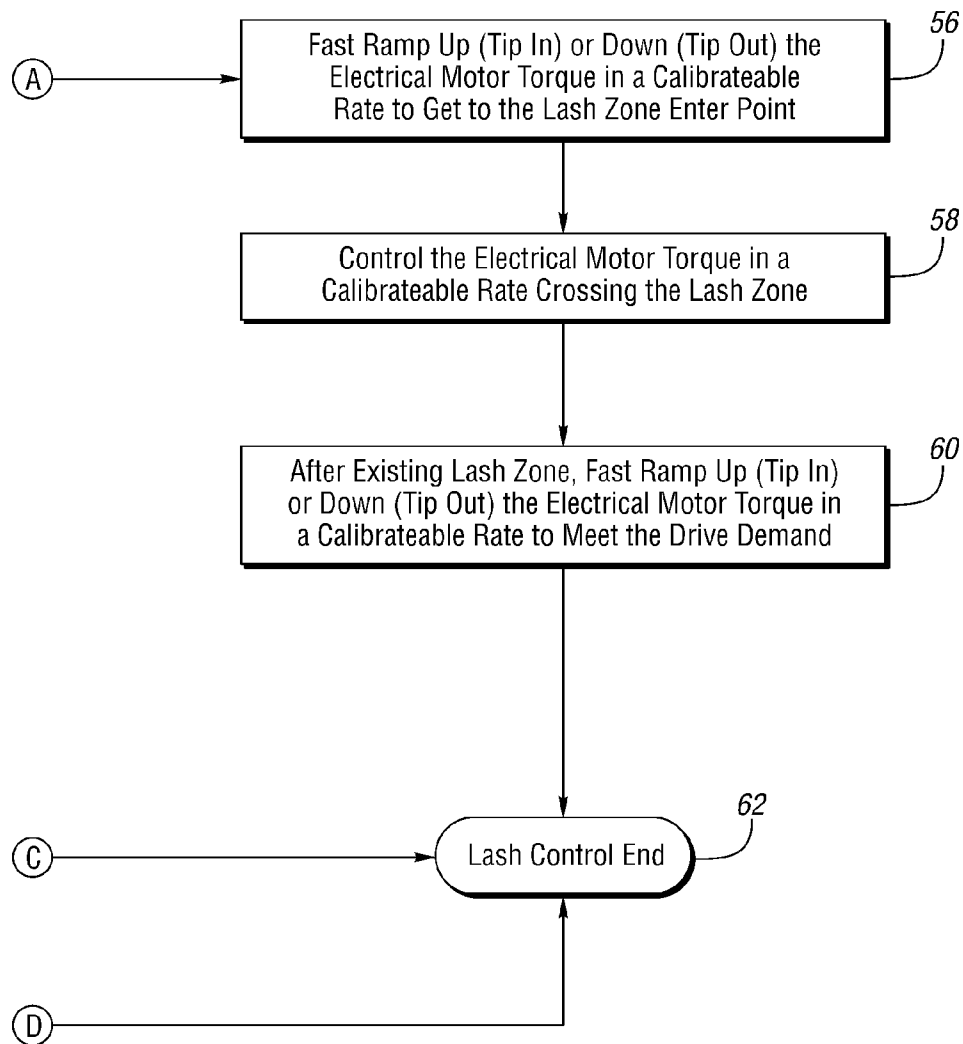 56
Fast Ramp Up (Tip In) or Down (Tip Out) the
A
Electrical Motor Torque in a Calibrateable
Rate to Get to the Lash Zone Enter Point
58
Control the Electrical Motor Torque in a
Calibrateable Rate Crossing the Lash Zone
60
After Existing Lash Zone, Fast Ramp Up (Tip In)
or Down (Tip Out) the Electrical Motor Torque in
a Calibrateable Rate to Meet the Drive Demand
62
C
Lash Control End
D